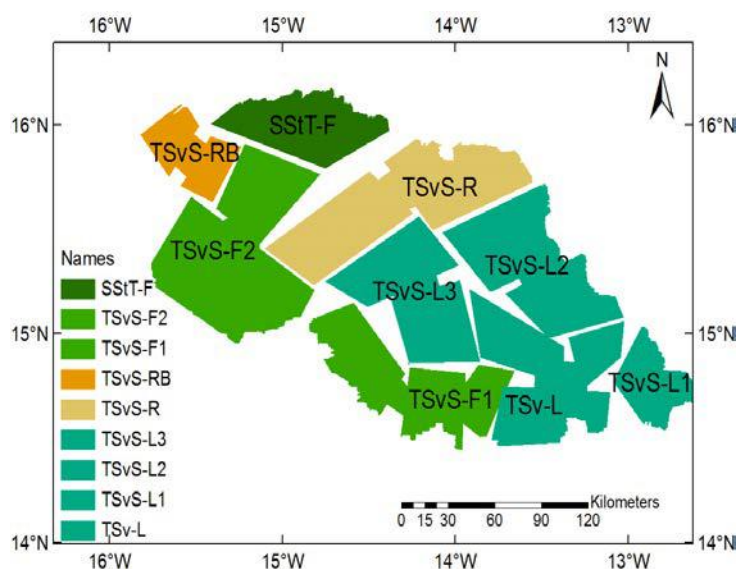 16°W 15°W 14°W 13°W
N
16°N 16°N
SStT-F
TSvS-RB
TSvS-R
TSvS-F2
TSvS-L2
TSvS-L3
Names
SStT-F
TSvS-F2
TSvS-F1
TSvS-RB
TSvS-R
TSvS-L3
TSvS-L2
TSvS-L1
TSv-L
15°N 15°N
TSvS-L1
TSvS-F1
TSv-L
Kilometers
0 15 30 60 90 120
14°N 14°N
16°W 15°W 14°W 13°W